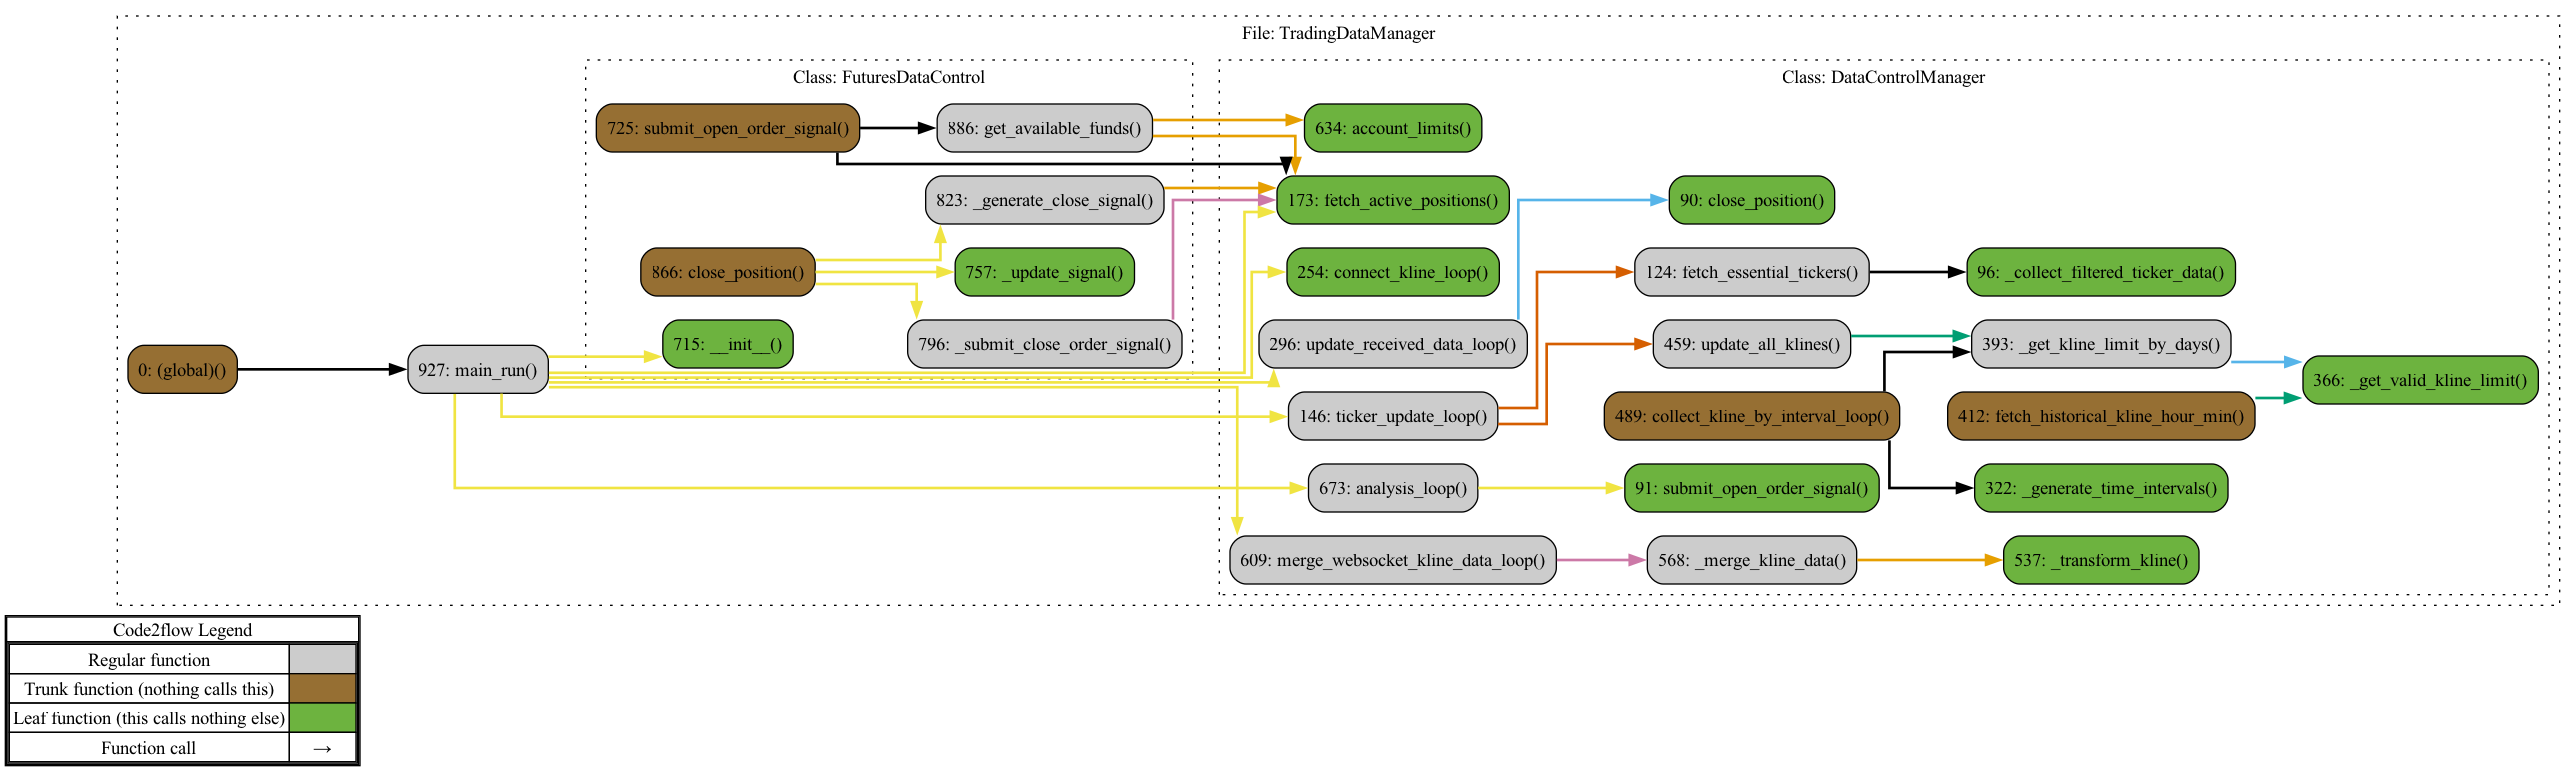 File: TradingDataManager
Class: FuturesDataControl
Class: DataControlManager
725: submit_open_order_signal()
886: get_available_funds()
634: account_limits()
823: _generate_close_signal()
173: fetch_active_positions()
90: close_position()
866: close_position()
757: _update_signal()
254: connect_kline_loop()
124: fetch_essential_tickers()
96: _collect_filtered_ticker_data()
0: (global)()
927: main_run()
715: __init__()
796: _submit_close_order_signal()
296: update_received_data_loop()
459: update_all_klines()
393: _get_kline_limit_by_days()
366: _get_valid_kline_limit()
146: ticker_update_loop()
489: collect_kline_by_interval_loop()
412: fetch_historical_kline_hour_min()
673: analysis_loop()
91: submit_open_order_signal()
322: _generate_time_intervals()
609: merge_websocket_kline_data_loop()
568: _merge_kline_data()
537: _transform_kline()
Code2flow Legend
Regular function
Trunk function (nothing calls this)
Leaf function (this calls nothing else)
Function call →